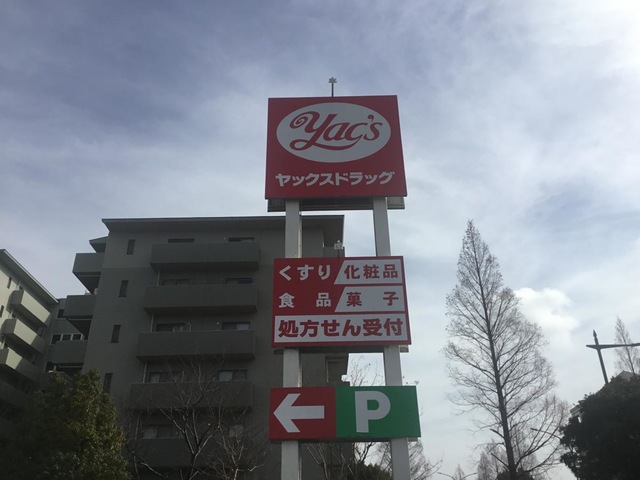 Yac's
ヤックスドラッグ
くすり 化粧品
食品 菓子
処方せん受付
P